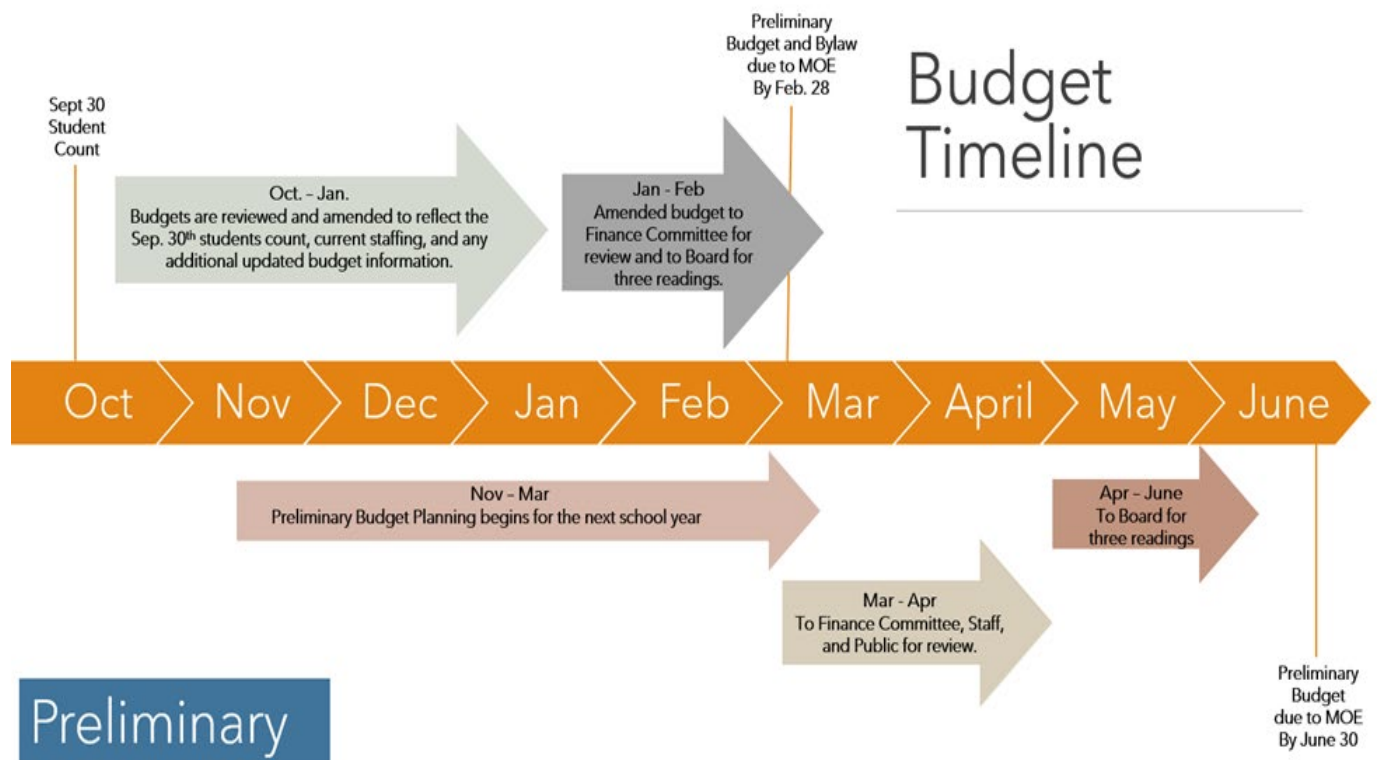 Preliminary
Budget and Bylaw
due to MOE
By Feb. 28
Budget
Timeline
Sept 30
Student
Count
Oct. – Jan.
Budgets are reviewed and amended to reflect the
Sep. 30th students count, current staffing, and any
additional updated budget information.
Jan - Feb
Amended budget to
Finance Committee for
review and to Board for
three readings.
Oct
Nov
Dec
Jan
Feb
Mar
April
May
June
Nov – Mar
Preliminary Budget Planning begins for the next school year
Apr – June
To Board for
three readings
Mar - Apr
To Finance Committee, Staff,
and Public for review.
Preliminary
Budget
due to MOE
By June 30
Preliminary